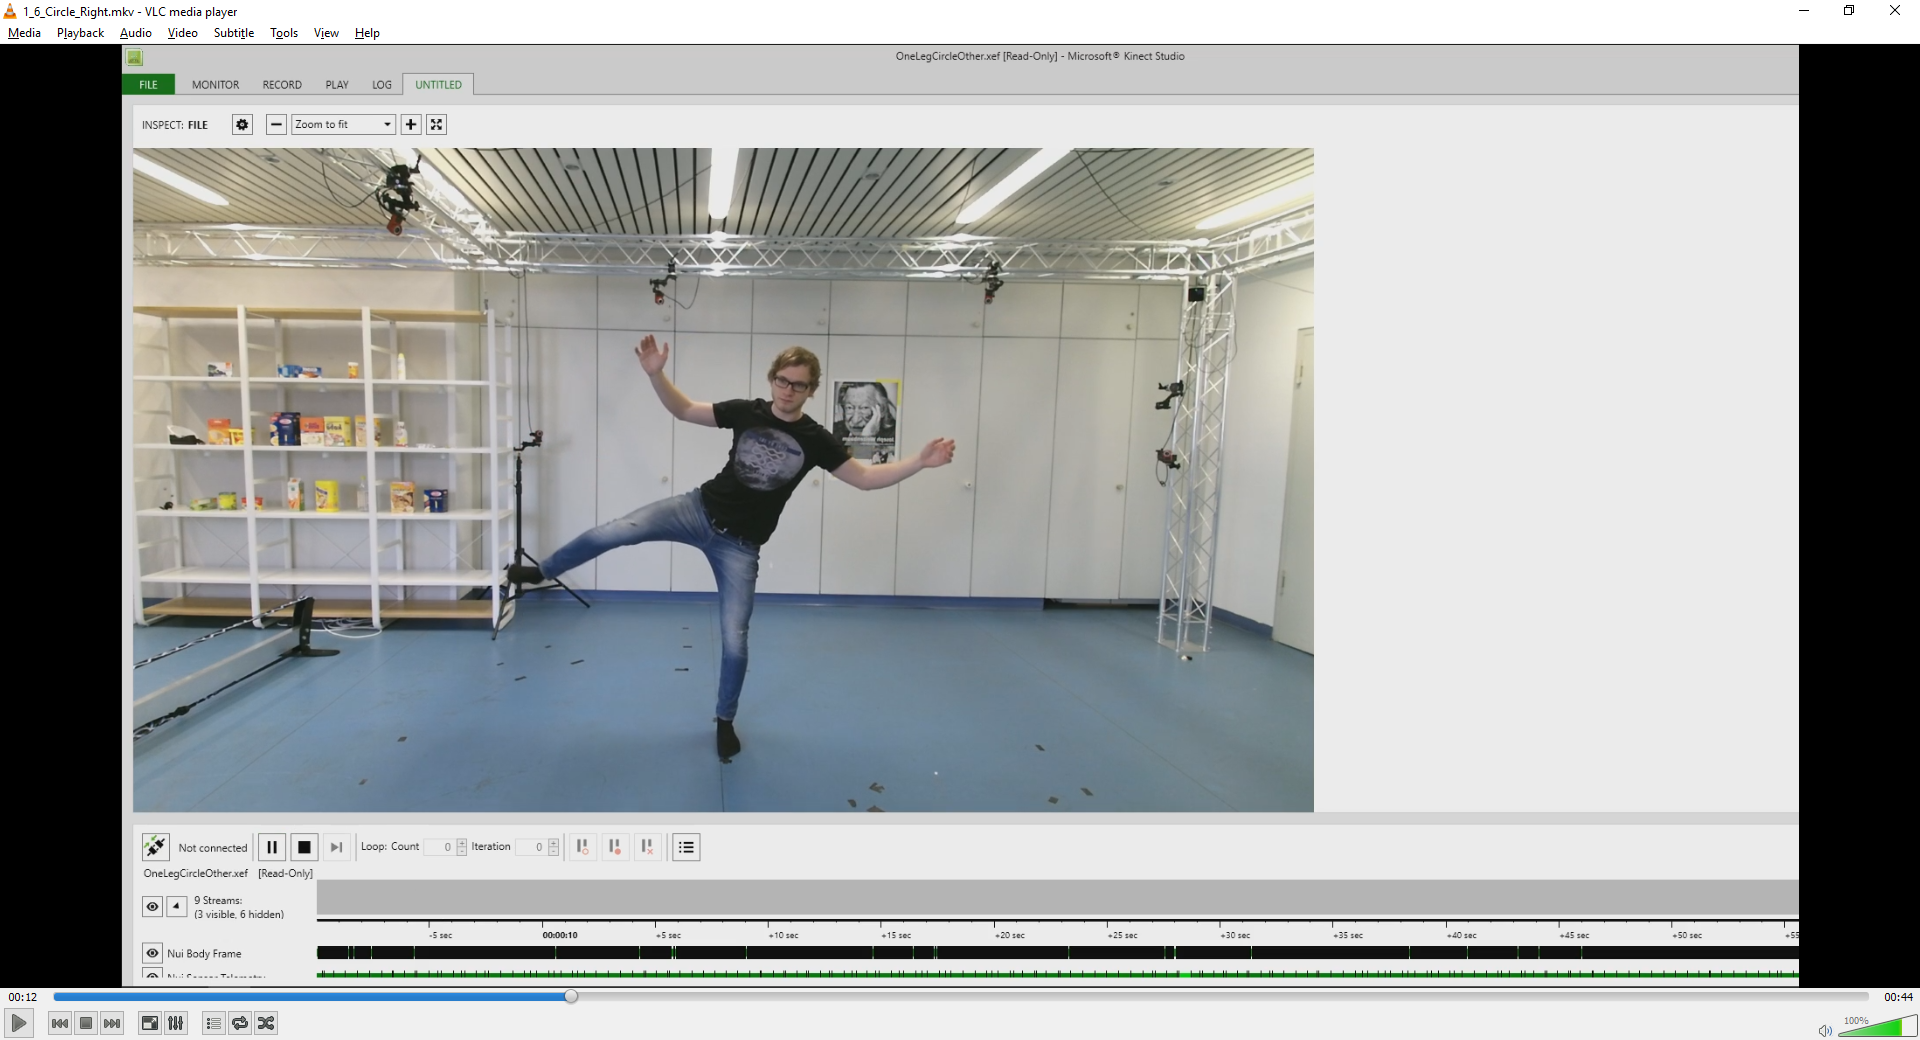 1_6_Circle_Right.mkv - VLC media player
Media Playback Audio Video Subtitle Tools View Help
OneLegCircleOther.xef [Read-Only] - Microsoft® Kinect Studio
FILE MONITOR RECORD PLAY LOG UNTITLED
INSPECT: FILE Zoom to fit
Not connected Loop: Count 0 Iteration 0
OneLegCircleOther.xef [Read-Only]
9 Streams:
(3 visible, 6 hidden)
-5 sec 00:00:10 +5 sec +10 sec +15 sec +20 sec +25 sec +30 sec +35 sec +40 sec +45 sec +50 sec +55
Nui Body Frame
Nui Sensor Telemetry
00:12 00:44
100%